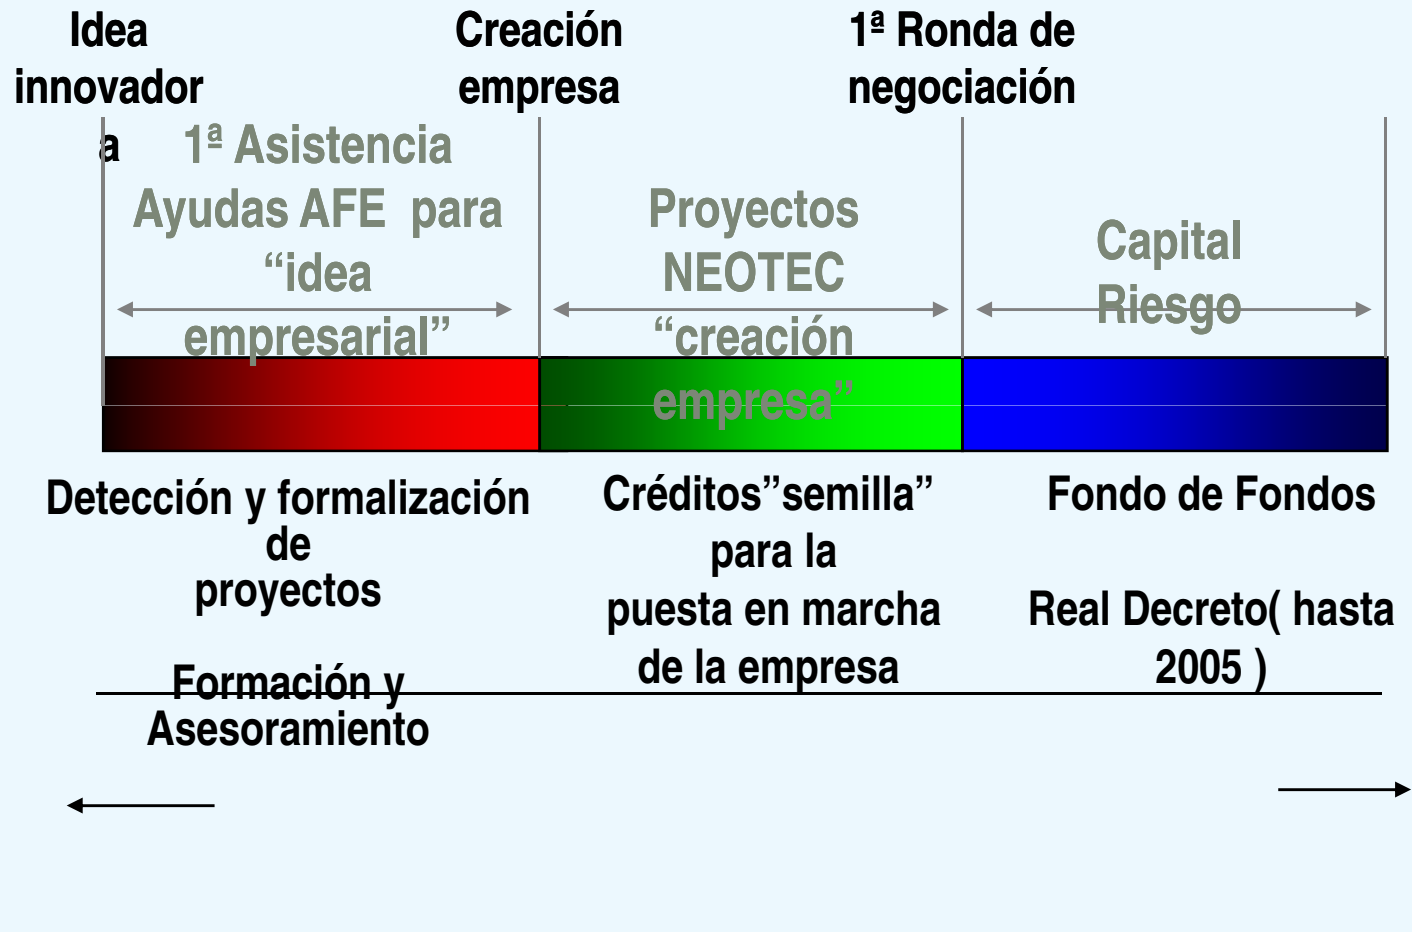 Idea
innovador
a
Creación
empresa
1ª Ronda de
negociación
1ª Asistencia
Ayudas AFE  para
“idea
empresarial”
Proyectos
NEOTEC
“creación
empresa”
Capital
Riesgo
Detección y formalización
de
proyectos
Formación y
Asesoramiento
Créditos”semilla”
para la
puesta en marcha
de la empresa
Fondo de Fondos
Real Decreto( hasta
2005 )